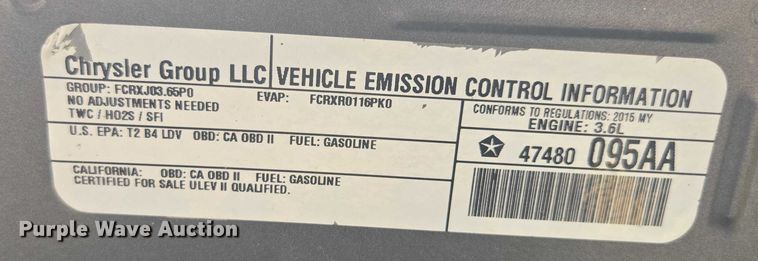 Chrysler Group LLC VEHICLE EMISSION CONTROL INFORMATION
GROUP: FCRXJ03.65P0 EVAP: FCRXR0116PK0
NO ADJUSTMENTS NEEDED
TWC / HO2S / SFI
CONFORMS TO REGULATIONS: 2015 MY
ENGINE: 3.6L
U.S. EPA: T2 B4 LDV OBD: CA OBD II FUEL: GASOLINE
47480 095AA
CALIFORNIA: OBD: CA OBD II FUEL: GASOLINE
CERTIFIED FOR SALE ULEV II QUALIFIED.
Purple Wave Auction